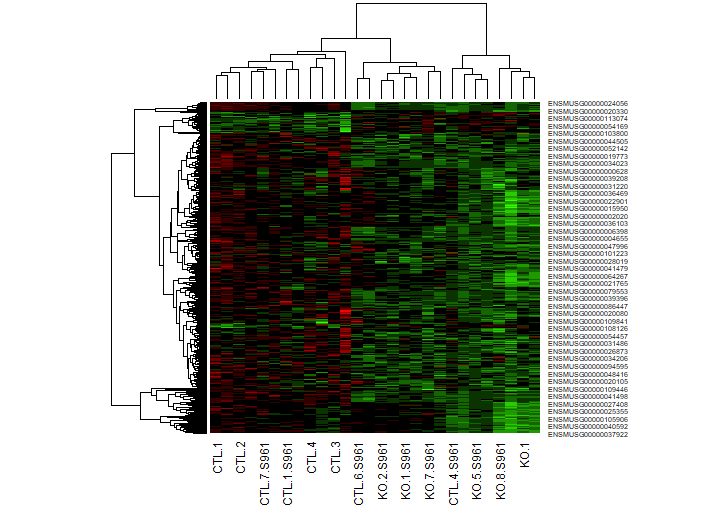 ENSMUSG00000024056
ENSMUSG00000020330
ENSMUSG00000113074
ENSMUSG00000054169
ENSMUSG00000103800
ENSMUSG00000044505
ENSMUSG00000052142
ENSMUSG00000019773
ENSMUSG00000034023
ENSMUSG00000000628
ENSMUSG00000039208
ENSMUSG00000031220
ENSMUSG00000036469
ENSMUSG00000022901
ENSMUSG00000015950
ENSMUSG00000002020
ENSMUSG00000036103
ENSMUSG00000006398
ENSMUSG00000004655
ENSMUSG00000047996
ENSMUSG00000101223
ENSMUSG00000028019
ENSMUSG00000041479
ENSMUSG00000064267
ENSMUSG00000021765
ENSMUSG00000079553
ENSMUSG00000039396
ENSMUSG00000086447
ENSMUSG00000020080
ENSMUSG00000109841
ENSMUSG00000108126
ENSMUSG00000054457
ENSMUSG00000031486
ENSMUSG00000026873
ENSMUSG00000034206
ENSMUSG00000094595
ENSMUSG00000048416
ENSMUSG00000020105
ENSMUSG00000109446
ENSMUSG00000041498
ENSMUSG00000027408
ENSMUSG00000025355
ENSMUSG00000105906
ENSMUSG00000040592
ENSMUSG00000037922
CTL.1
CTL.2
CTL.7.S961
CTL.1.S961
CTL.4
CTL.3
CTL.6.S961
KO.2.S961
KO.1.S961
KO.7.S961
CTL.4.S961
KO.5.S961
KO.8.S961
KO.1